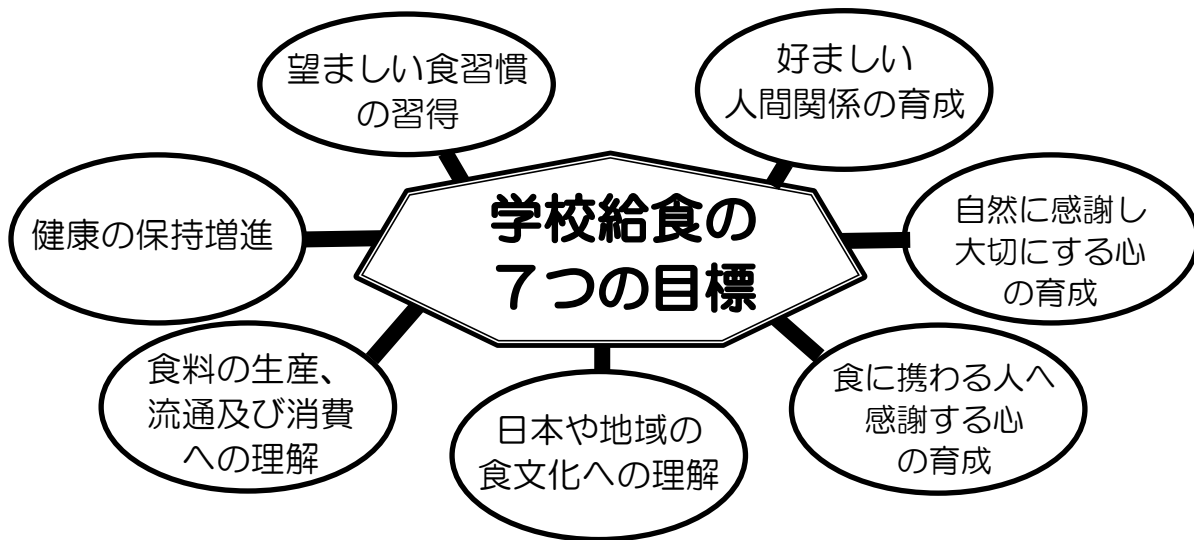 望ましい食習慣
の習得
好ましい
人間関係の育成
健康の保持増進
学校給食の
７つの目標
自然に感謝し
大切にする心
の育成
食料の生産、
流通及び消費
への理解
日本や地域の
食文化への理解
食に携わる人へ
感謝する心
の育成